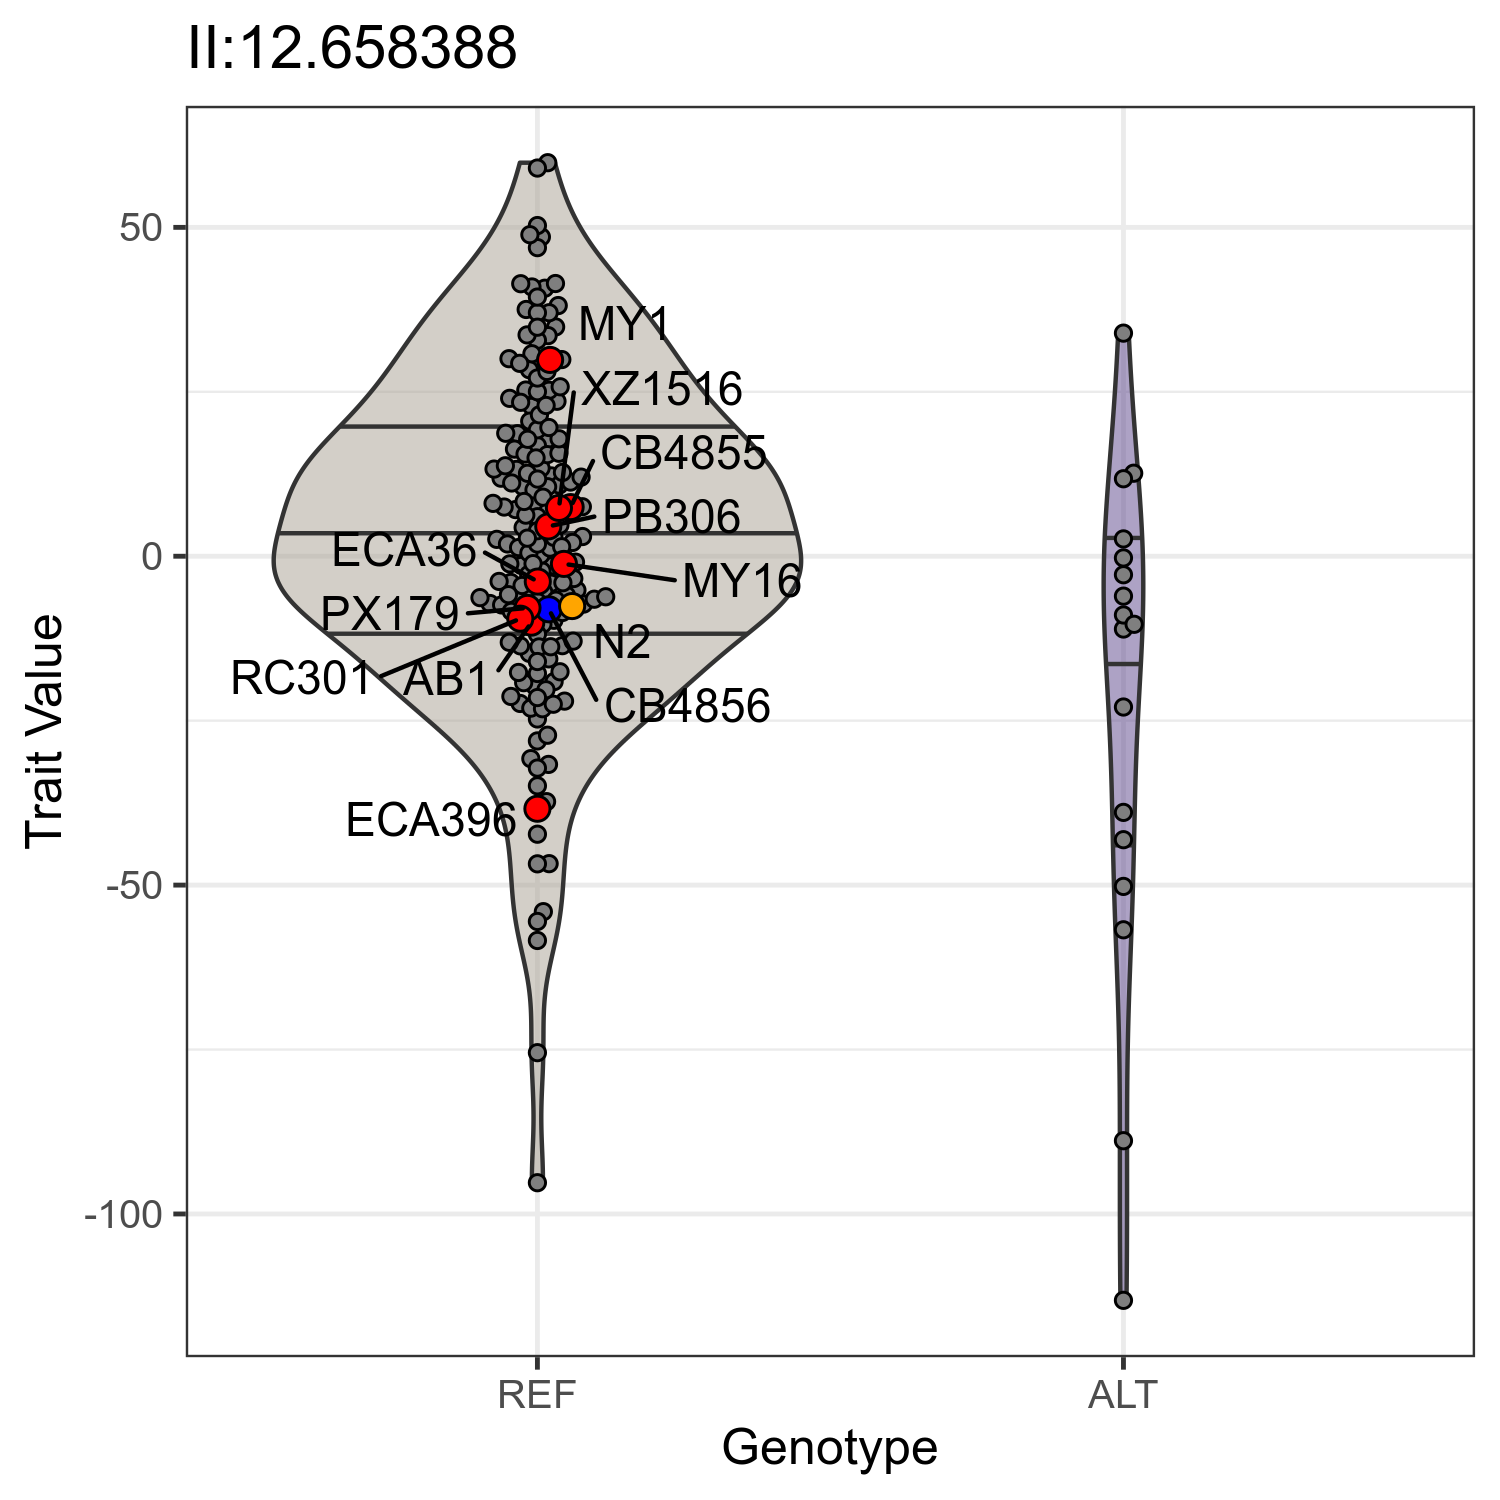 II:12.658388
Trait Value
50
0
-50
-100
MY1
XZ1516
CB4855
PB306
ECA36
MY16
PX179
N2
RC301
AB1
CB4856
ECA396
REF
ALT
Genotype